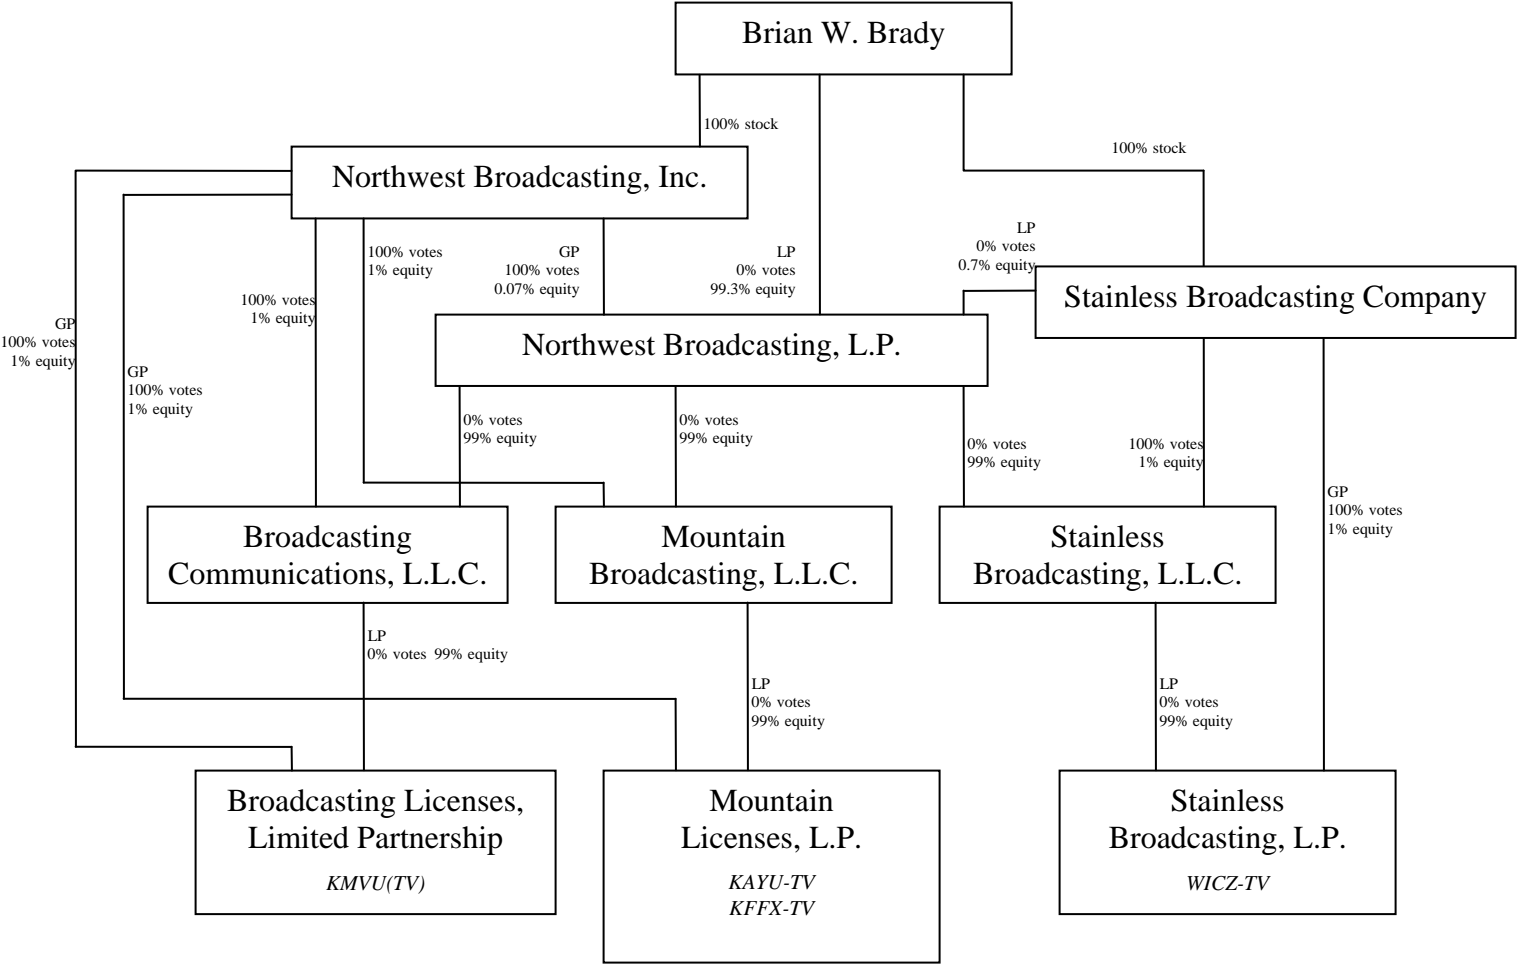 Brian W. Brady
100% stock
100% stock
Northwest Broadcasting, Inc.
LP
0% votes
0.7% equity
100% votes
1% equity
GP
100% votes
0.07% equity
LP
0% votes
99.3% equity
Stainless Broadcasting Company
100% votes
1% equity
GP
100% votes
1% equity
Northwest Broadcasting, L.P.
GP
100% votes
1% equity
0% votes
99% equity
0% votes
99% equity
0% votes
99% equity
100% votes
1% equity
GP
100% votes
1% equity
Broadcasting
Communications, L.L.C.
Mountain
Broadcasting, L.L.C.
Stainless
Broadcasting, L.L.C.
LP
0% votes 99% equity
LP
0% votes
99% equity
LP
0% votes
99% equity
Broadcasting Licenses,
Limited Partnership
KMVU(TV)
Mountain
Licenses, L.P.
KAYU-TV
KFFX-TV
Stainless
Broadcasting, L.P.
WICZ-TV